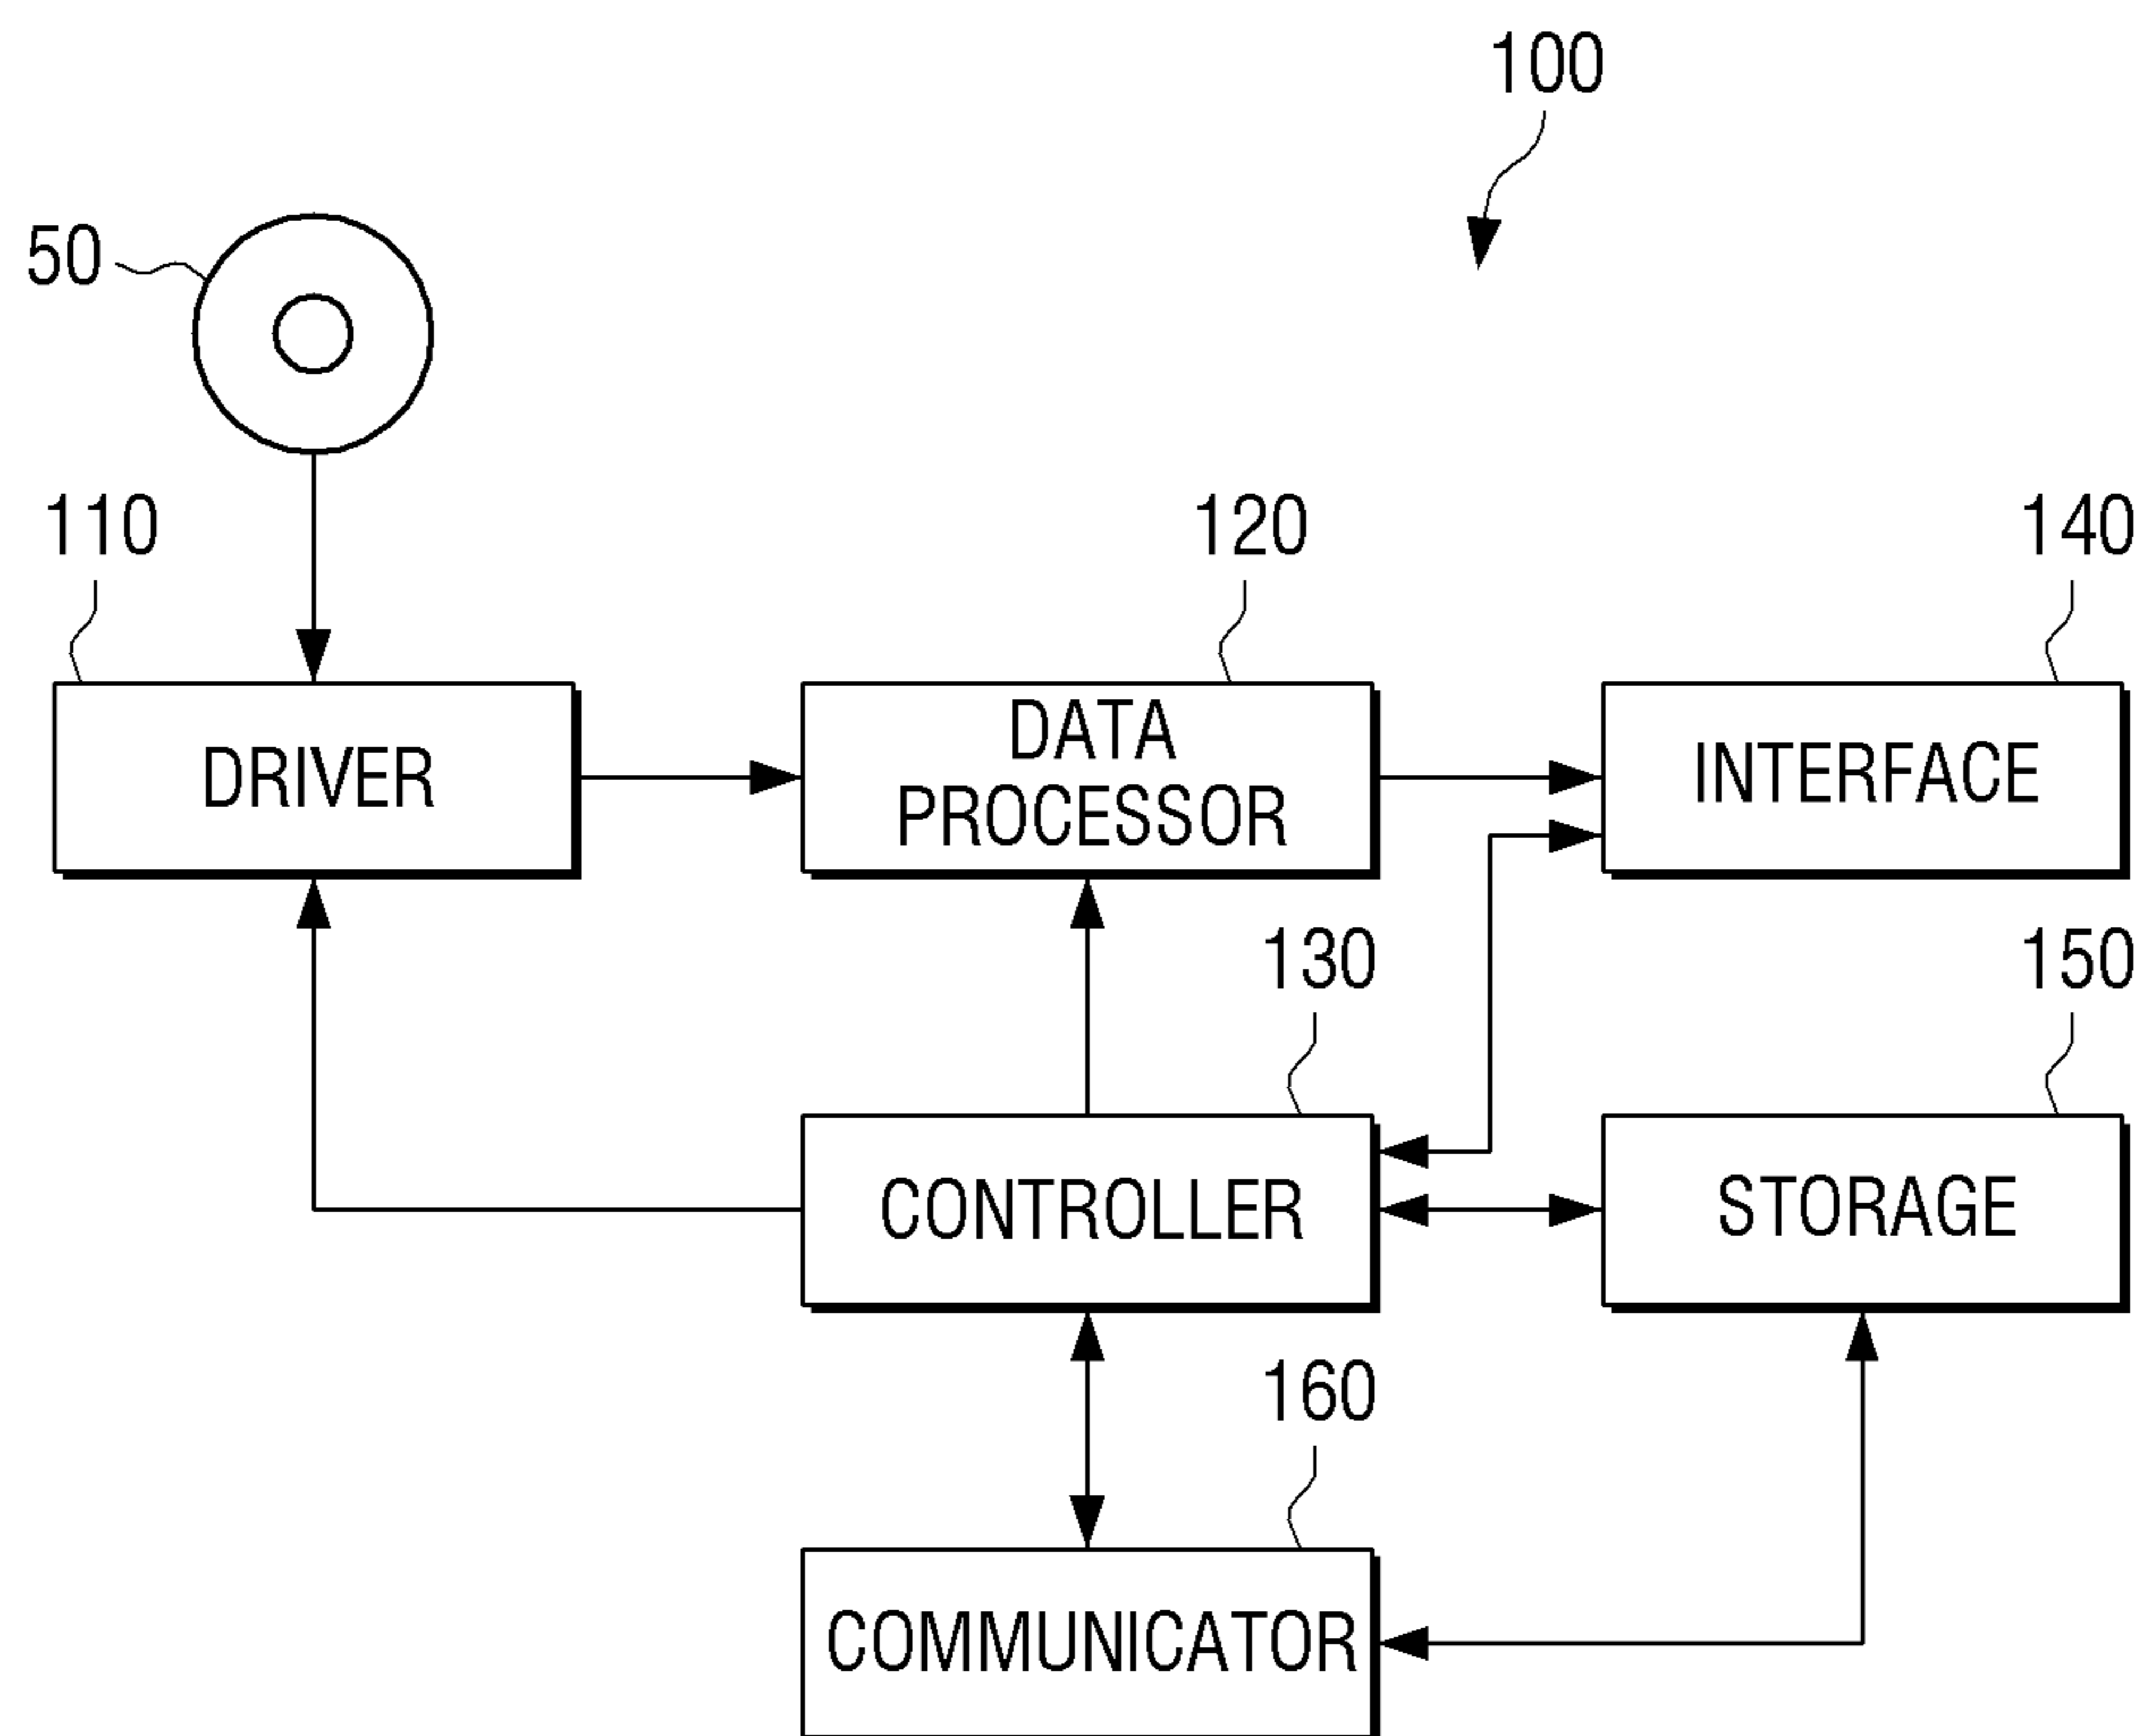 100
50
110
120
140
DRIVER
DATA
PROCESSOR
INTERFACE
130
150
CONTROLLER
STORAGE
160
COMMUNICATOR